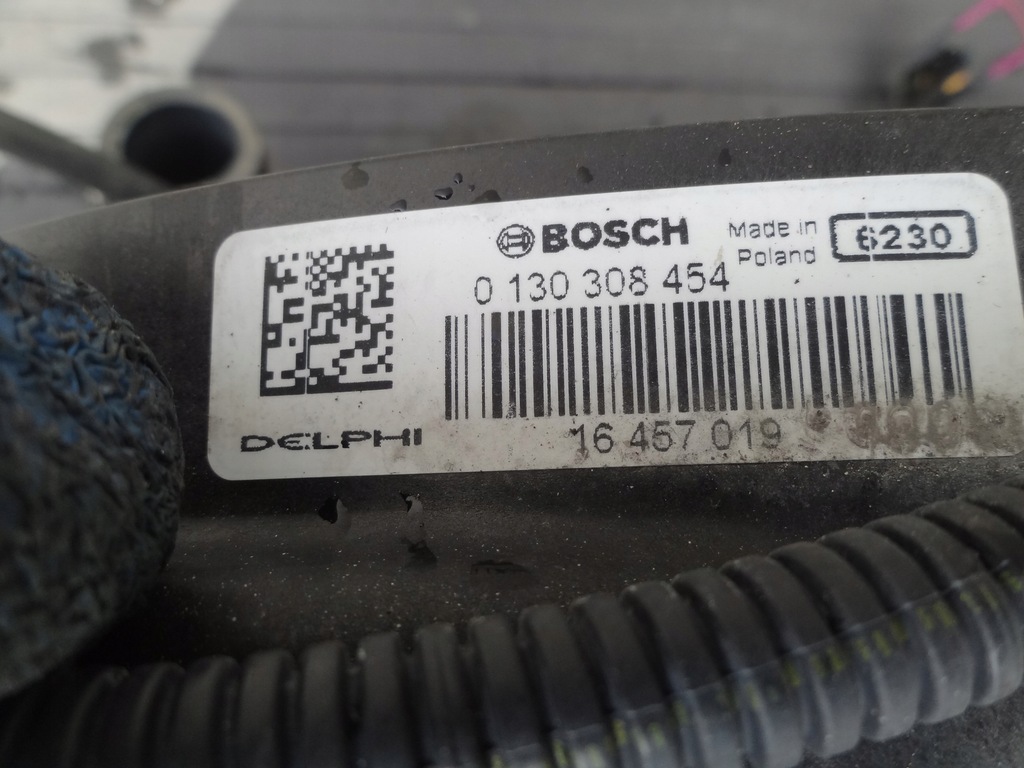 BOSCH
Made in
Poland
6230
0 130 308 454
DELPHI
16 457 019